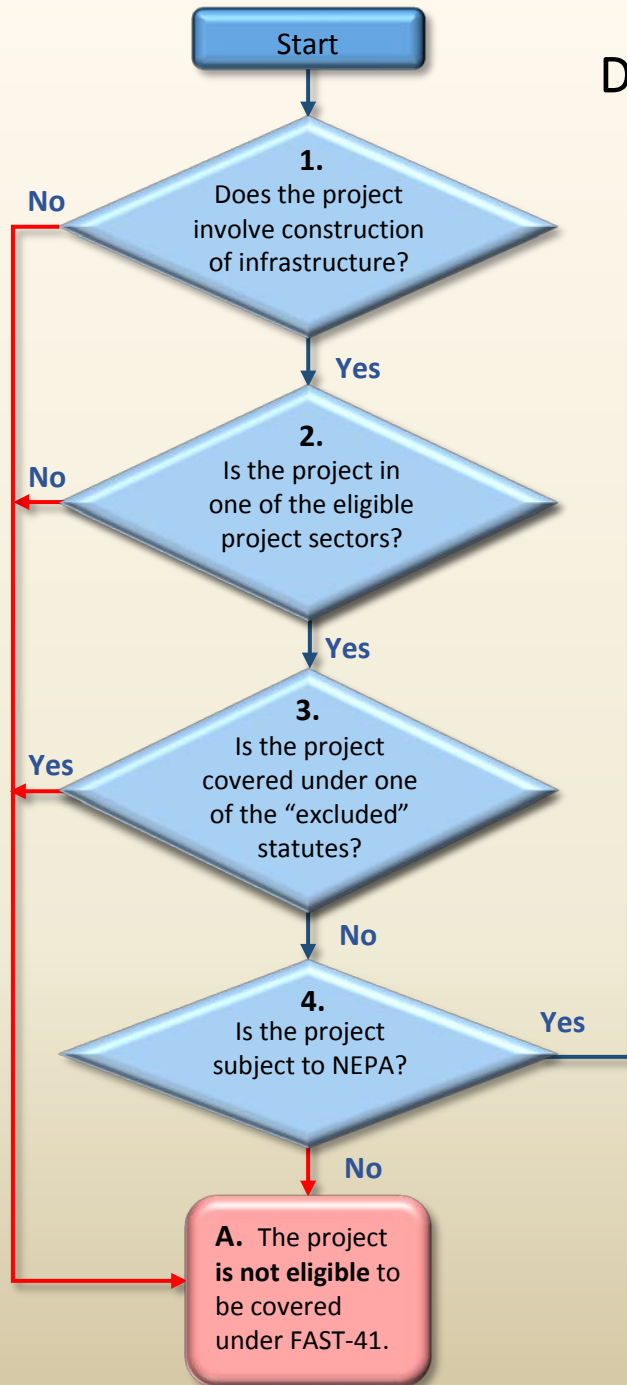 Start
D
1.
Does the project
involve construction
of infrastructure?
No
Yes
2.
Is the project in
one of the eligible
project sectors?
No
Yes
3.
Is the project
covered under one
of the “excluded”
statutes?
Yes
No
4.
Is the project
subject to NEPA?
Yes
No
A. The project
is not eligible to
be covered
under FAST-41.